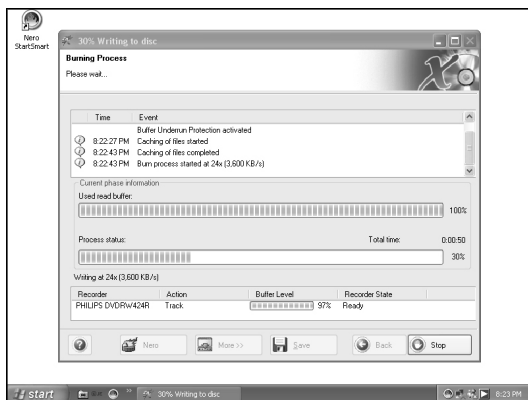 Nero
StartSmart
30% Writing to disc
Burning Process
Please wait...
Time Event
Buffer Underrun Protection activated
8:22:27 PM Caching of files started
8:22:43 PM Caching of files completed
8:22:43 PM Burn process started at 24x (3,600 KB/s)
Current phase information
Used read buffer:
100%
Process status: Total time: 0:00:50
30%
Writing at 24x (3,600 KB/s)
Recorder Action Buffer Level Recorder State
PHILIPS DVDRW424R Track 97% Ready
Nero More >> Save Back Stop
start 30% Writing to disc 8:23 PM